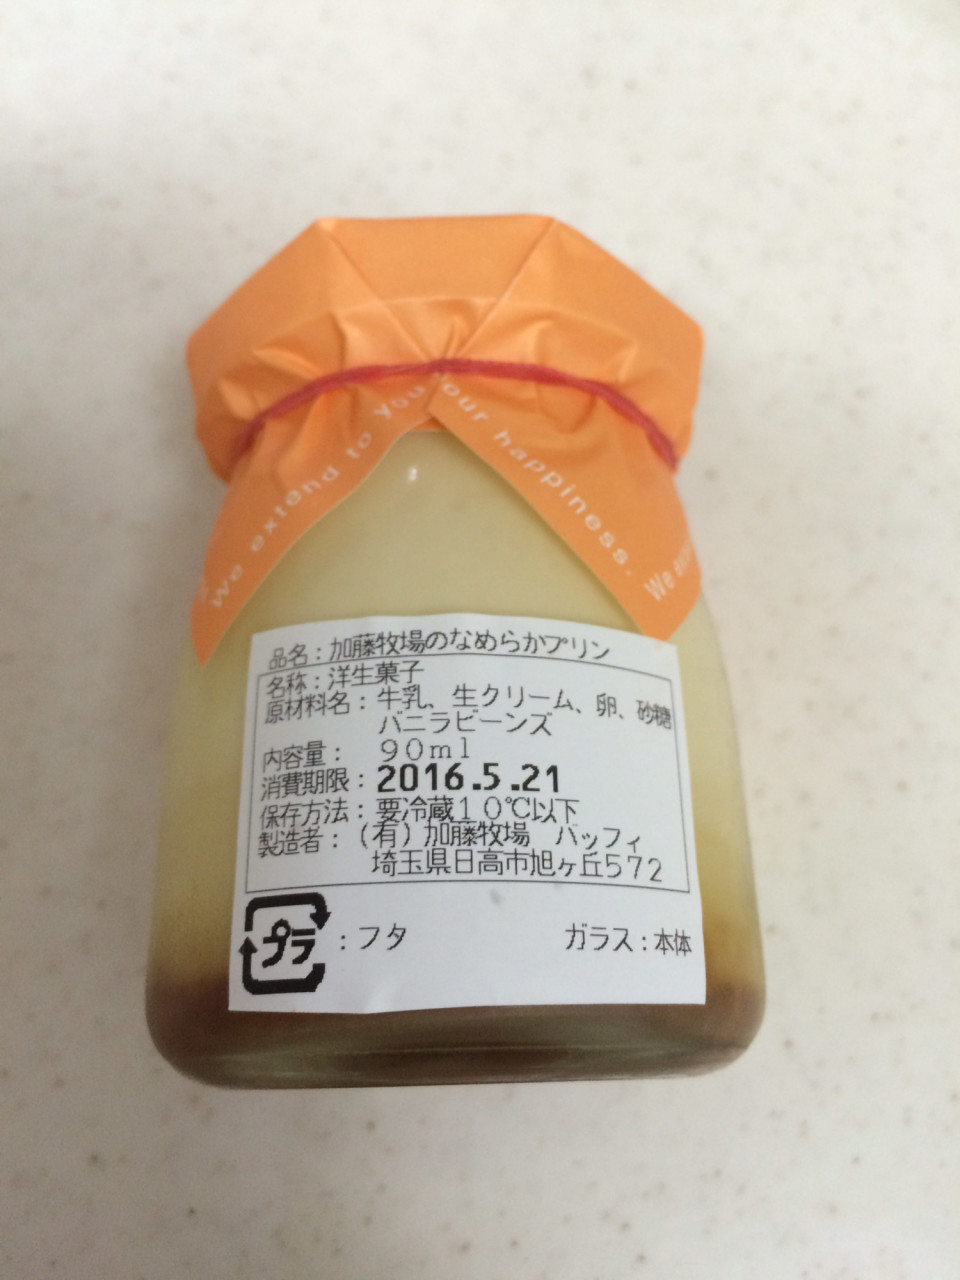 We extend to you
our happiness.
We
品名：加藤牧場のなめらかプリン
名称：洋生菓子
原材料名：牛乳、生クリーム、卵、砂糖
バニラビーンズ
内容量：　９０ｍｌ
消費期限：2016.5.21
保存方法：要冷蔵１０℃以下
製造者：（有）加藤牧場　バッフィ
埼玉県日高市旭ヶ丘５７２
プラ：フタ　ガラス：本体